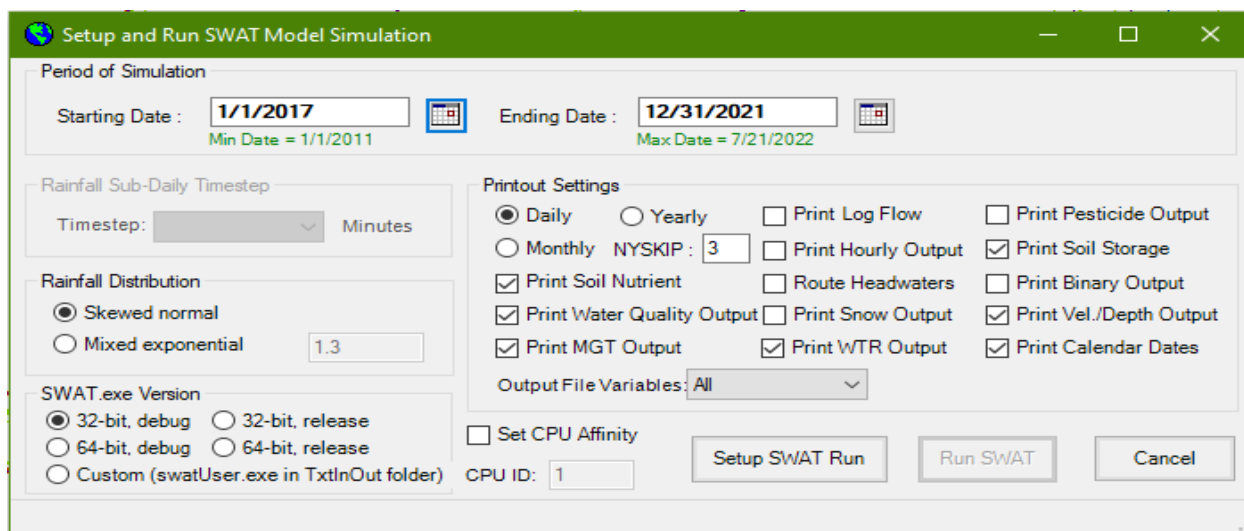 Setup and Run SWAT Model Simulation
Period of Simulation
Starting Date : 1/1/2017 Ending Date : 12/31/2021
Min Date = 1/1/2011 Max Date = 7/21/2022
Rainfall Sub-Daily Timestep
Timestep: Minutes
Rainfall Distribution
Skewed normal
Mixed exponential 1.3
SWAT.exe Version
32-bit, debug 32-bit, release
64-bit, debug 64-bit, release
Custom (swatUser.exe in TxtInOut folder)
Printout Settings
Daily Yearly Print Log Flow Print Pesticide Output
Monthly NYSKIP : 3 Print Hourly Output Print Soil Storage
Print Soil Nutrient Route Headwaters Print Binary Output
Print Water Quality Output Print Snow Output Print Vel./Depth Output
Print MGT Output Print WTR Output Print Calendar Dates
Output File Variables: All
Set CPU Affinity
CPU ID: 1
Setup SWAT Run Run SWAT Cancel